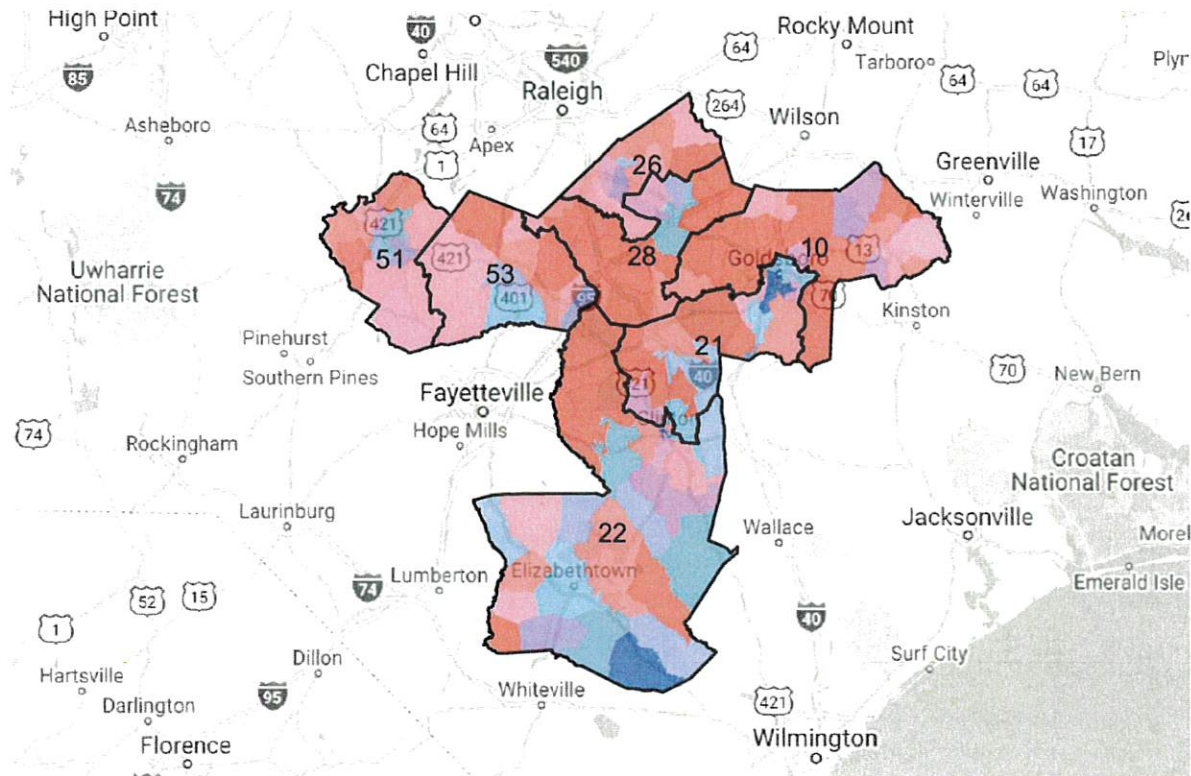 High Point
40
Chapel Hill
540
Raleigh
64
Rocky Mount
Tarboro
64
64
Plyr
85
264
Asheboro
64
Wilson
17
1
Apex
Greenville
26
74
Winterville
Washington
421
10
Uwharrie
National Forest
51
421
53
28
13
401
95
70
Kinston
Pinehurst
Southern Pines
21
40
70
New Bern
Fayetteville
Hope Mills
74
Rockingham
Croatan
National Forest
Laurinburg
22
Wallace
Jacksonville
Morel
Lumberton
Elizabethtown
74
Emerald Isle
52
15
1
40
Dillon
Surf City
Hartsville
95
Whiteville
421
Darlington
Florence
Wilmington